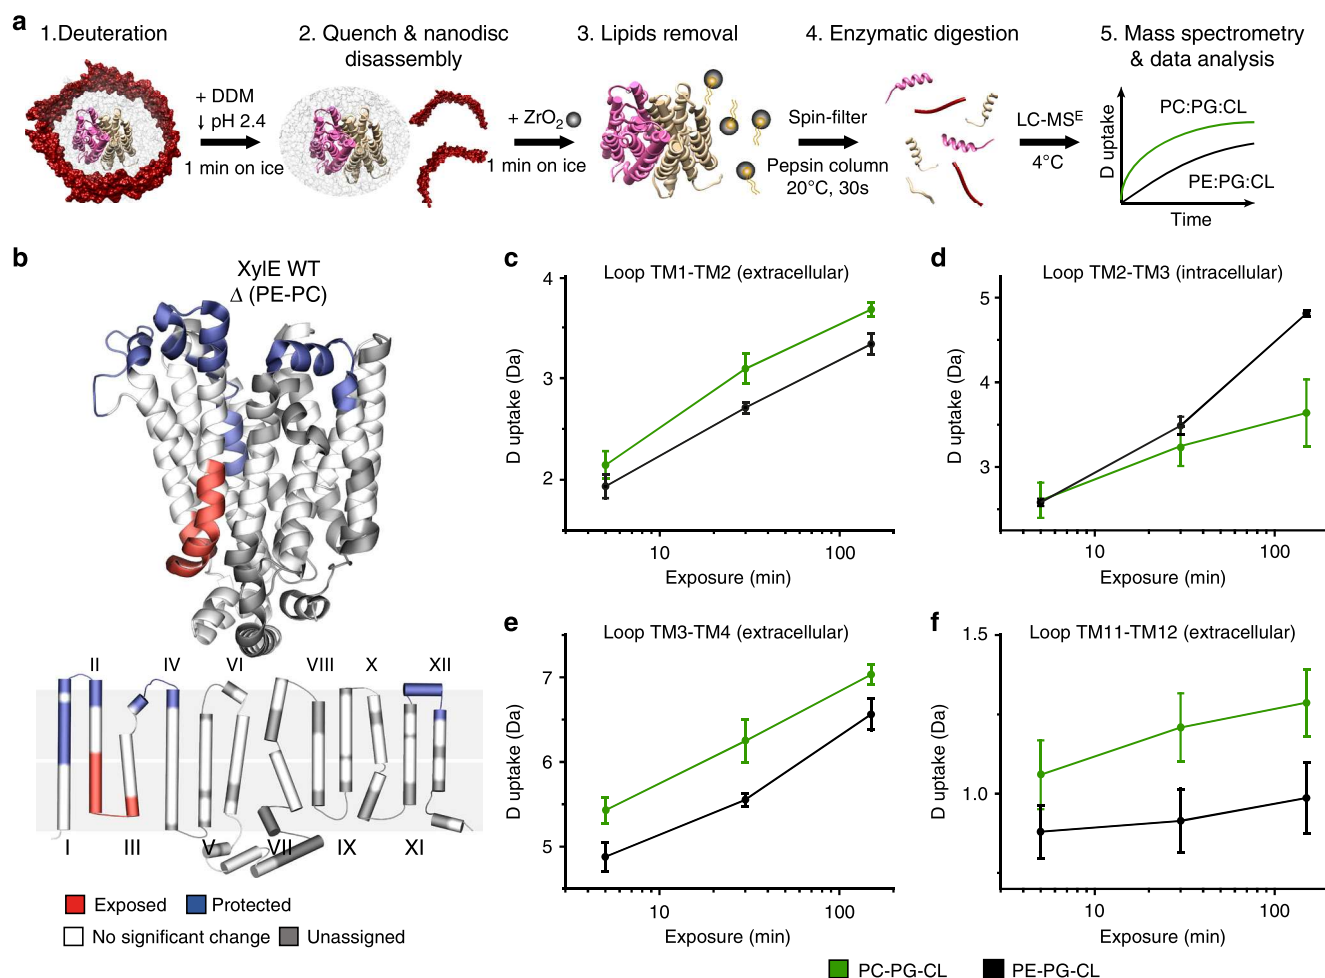 a
1.Deuteration
2. Quench & nanodisc
disassembly
3. Lipids removal
4. Enzymatic digestion
5. Mass spectrometry
& data analysis
+ DDM
↓ pH 2.4
1 min on ice
+ ZrO2
1 min on ice
Spin-filter
Pepsin column
20°C, 30s
LC-MSE
4°C
D uptake
PC:PG:CL
PE:PG:CL
Time
b
XylE WT
Δ (PE-PC)
II
IV
VI
VIII
X
XII
I
III
V
VII
IX
XI
Exposed
Protected
No significant change
Unassigned
c
Loop TM1-TM2 (extracellular)
D uptake (Da)
4
3
2
10
100
Exposure (min)
d
Loop TM2-TM3 (intracellular)
D uptake (Da)
5
4
3
10
100
Exposure (min)
e
Loop TM3-TM4 (extracellular)
D uptake (Da)
7
6
5
10
100
Exposure (min)
f
Loop TM11-TM12 (extracellular)
D uptake (Da)
1.5
1.0
10
100
Exposure (min)
PC-PG-CL
PE-PG-CL